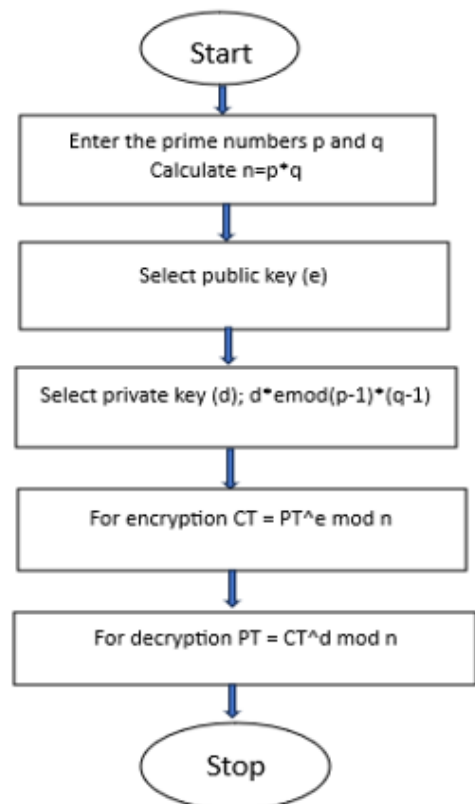 Start
Enter the prime numbers p and q
Calculate n=p*q
Select public key (e)
Select private key (d); d*emod(p-1)*(q-1)
For encryption CT = PT^e mod n
For decryption PT = CT^d mod n
Stop